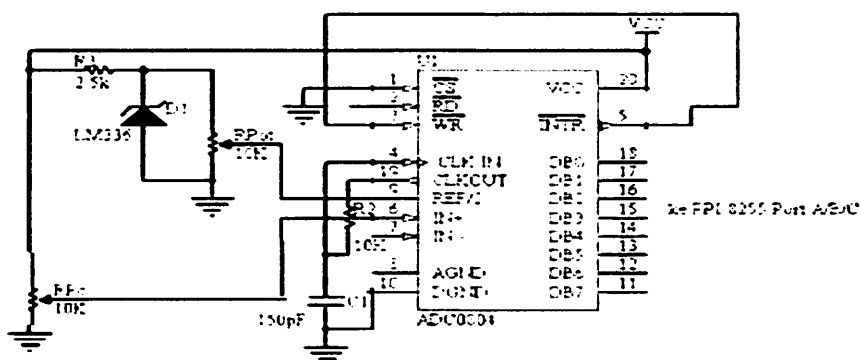 VCC
U1
R3
2.5K
D1
LM336
RPot
10K
1 CS VCC 20
2 RD
3 WR INTR 5
4 CLK IN DB0 18
19 CLKOUT DB1 17
9 REF/2 DB2 16
6 IN+ DB3 15
7 IN- DB4 14
DB5 13
8 AGND DB6 12
10 DGND DB7 11
R2
10K
ke PPI 8255 Port A/B/C
10K
C1
150pF
ADC0804